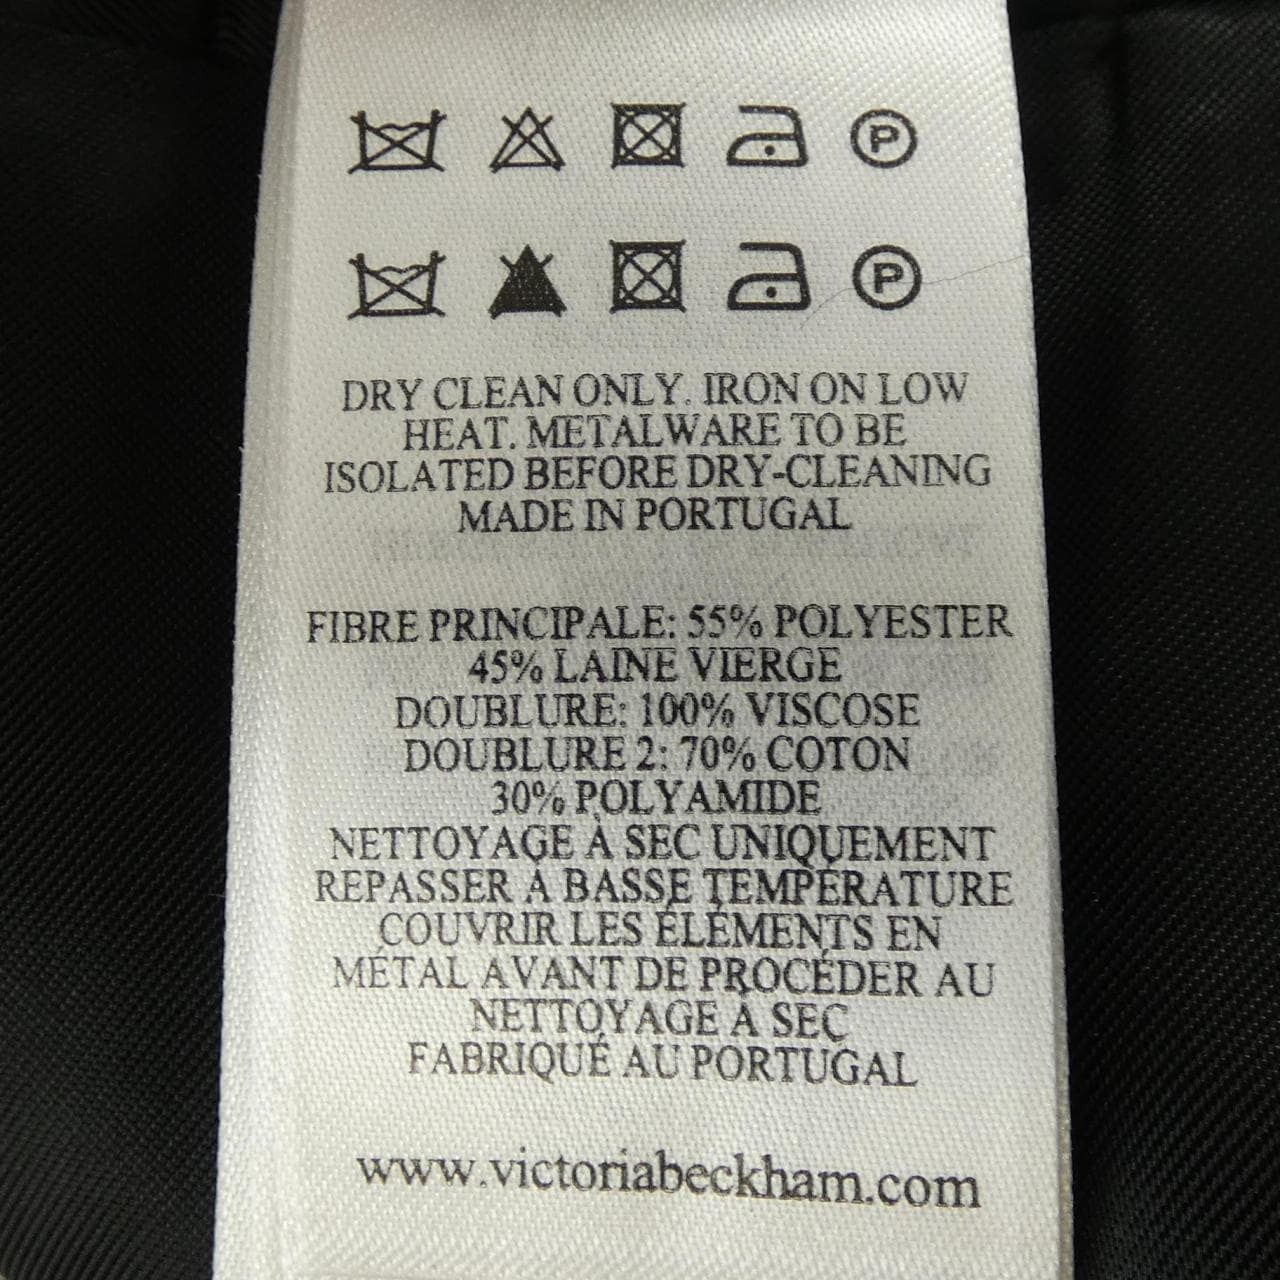 P
P
DRY CLEAN ONLY. IRON ON LOW
HEAT. METALWARE TO BE
ISOLATED BEFORE DRY-CLEANING
MADE IN PORTUGAL
FIBRE PRINCIPALE: 55% POLYESTER
45% LAINE VIERGE
DOUBLURE: 100% VISCOSE
DOUBLURE 2: 70% COTON
30% POLYAMIDE
NETTOYAGE À SEC UNIQUEMENT
REPASSER A BASSE TEMPÉRATURE
COUVRIR LES ÉLÉMENTS EN
MÉTAL AVANT DE PROCÉDER AU
NETTOYAGE À SEC
FABRIQUÉ AU PORTUGAL
www.victoriabeckham.com